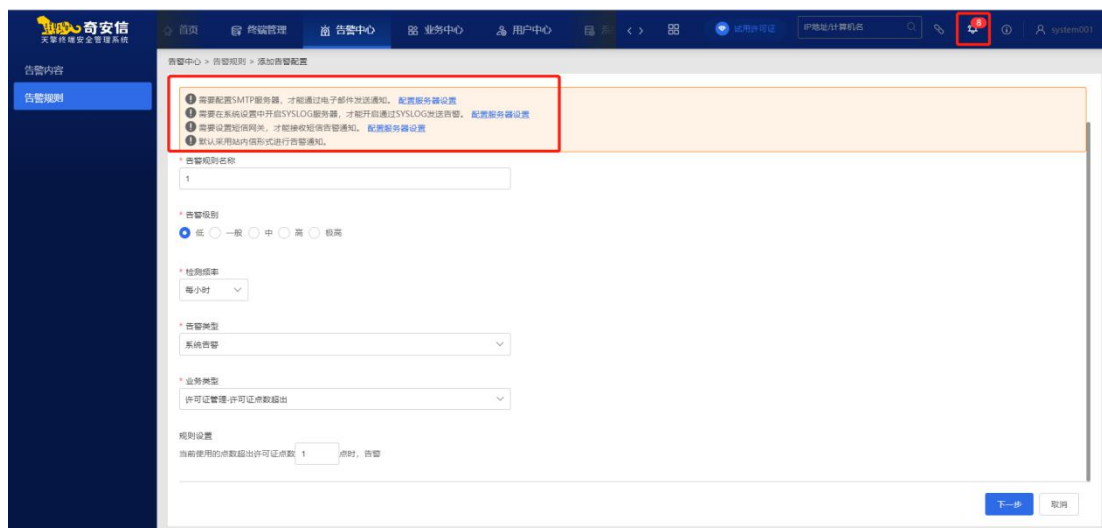 奇安信
天擎终端安全管理系统
首页
终端管理
告警中心
业务中心
用户中心
系
试用许可证
IP地址/计算机名
8
system001
告警内容
告警规则
告警中心 > 告警规则 > 添加告警配置
需要配置SMTP服务器，才能通过电子邮件发送通知。 配置服务器设置
需要在系统设置中开启SYSLOG服务器，才能开启通过SYSLOG发送告警。 配置服务器设置
需要设置短信网关，才能接收短信告警通知。 配置服务器设置
默认采用站内信形式进行告警通知。
* 告警规则名称
1
* 告警级别
低 一般 中 高 极高
* 检测频率
每小时
* 告警类型
系统告警
* 业务类型
许可证管理-许可证点数超出
规则设置
当前使用的点数超出许可证点数 1 点时，告警
下一步
取消